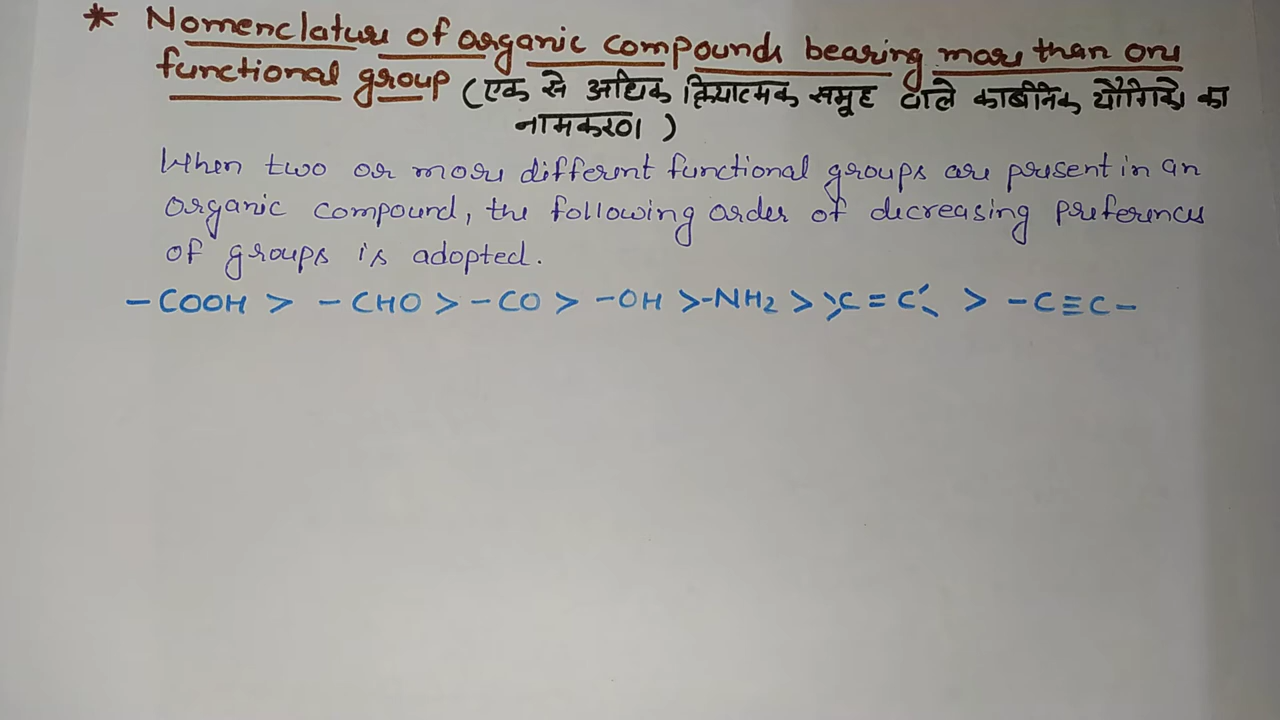 * Nomenclature of organic compounds bearing more than one
functional group (एक से अधिक क्रियात्मक समूह वाले कार्बनिक यौगिको का
नामकरण)
When two or more different functional groups are present in an
organic compound, the following order of decreasing preferences
of groups is adopted.
-COOH > -CHO > -CO > -OH > -NH₂ > >C=C< > -C≡C-